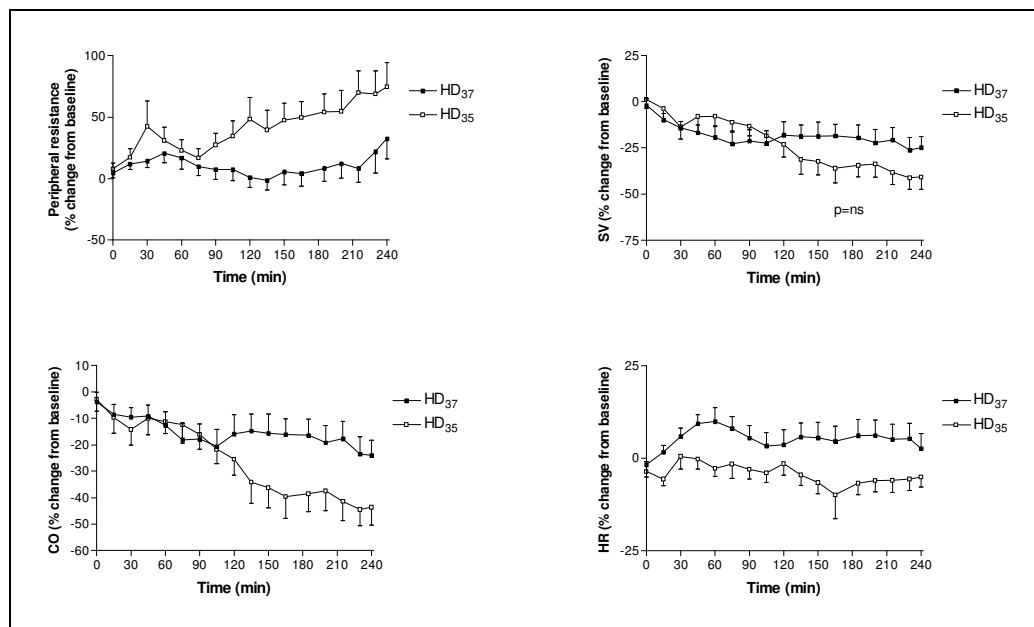 Peripheral resistance
(% change from baseline)
100
50
0
-50
0 30 60 90 120 150 180 210 240
Time (min)
HD37
HD35
SV (% change from baseline)
25
0
-25
-50
-75
p=ns
0 30 60 90 120 150 180 210 240
Time (min)
HD37
HD35
CO (% change from baseline)
10
0
-10
-20
-30
-40
-50
-60
0 30 60 90 120 150 180 210 240
Time (min)
HD37
HD35
HR (% change from baseline)
25
0
-25
0 30 60 90 120 150 180 210 240
Time (min)
HD37
HD35